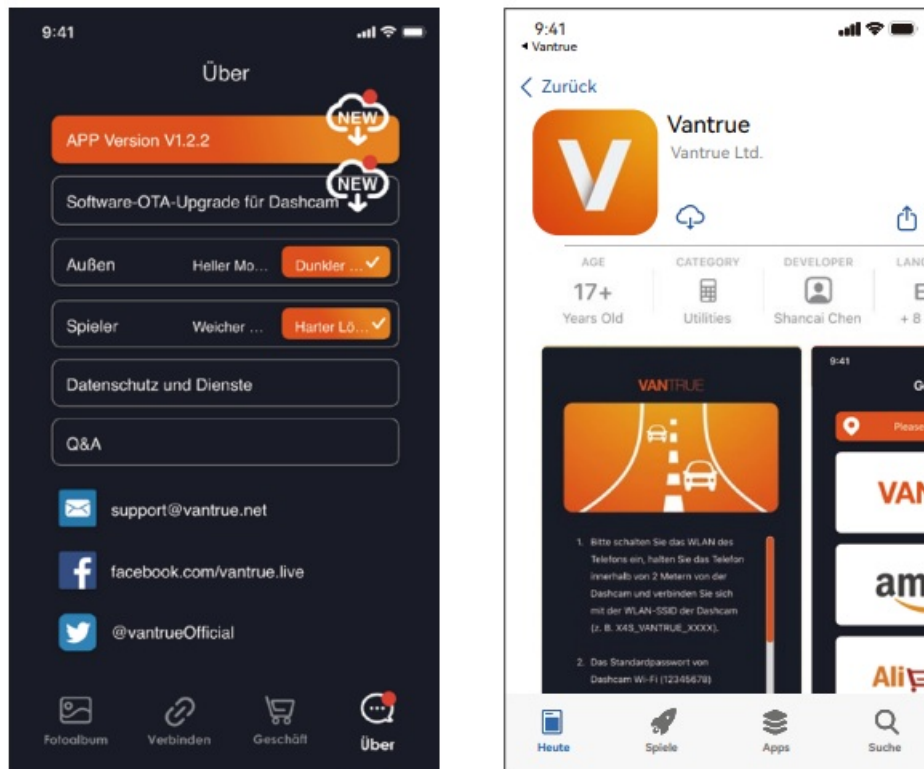 9:41
Über
NEW
APP Version V1.2.2
NEW
Software-OTA-Upgrade für Dashcam
Außen Heller Mo... Dunkler ...
Spieler Weicher ... Harter Lö...
Datenschutz und Dienste
Q&A
support@vantrue.net
facebook.com/vantrue.live
@vantrueOfficial
Fotoalbum Verbinden Geschäft Über
9:41
Vantrue
Zurück
Vantrue
Vantrue Ltd.
AGE CATEGORY DEVELOPER LANG
17+ E
Years Old Utilities Shancai Chen + 8
VANTRUE
1. Bitte schalten Sie das WLAN des
Telefons ein, halten Sie das Telefon
innerhalb von 2 Metern von der
Dashcam und verbinden Sie sich
mit der WLAN-SSID der Dashcam
(z. B. X4S_VANTRUE_XXXX).
2. Das Standardpasswort von
Dashcam Wi-Fi (12345678)
9:41
G
Please
VAN
am
Ali
Heute Spiele Apps Suche